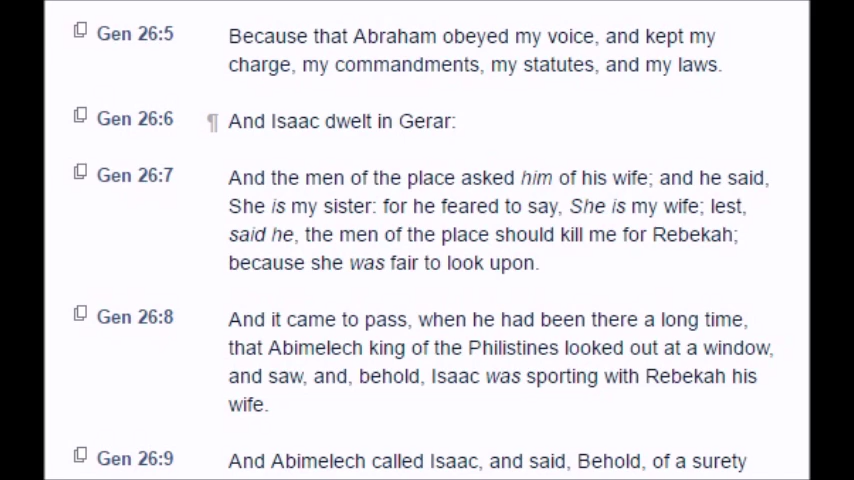 Gen 26:5 Because that Abraham obeyed my voice, and kept my
charge, my commandments, my statutes, and my laws.
Gen 26:6 ¶ And Isaac dwelt in Gerar:
Gen 26:7 And the men of the place asked him of his wife; and he said,
She is my sister: for he feared to say, She is my wife; lest,
said he, the men of the place should kill me for Rebekah;
because she was fair to look upon.
Gen 26:8 And it came to pass, when he had been there a long time,
that Abimelech king of the Philistines looked out at a window,
and saw, and, behold, Isaac was sporting with Rebekah his
wife.
Gen 26:9 And Abimelech called Isaac, and said, Behold, of a surety